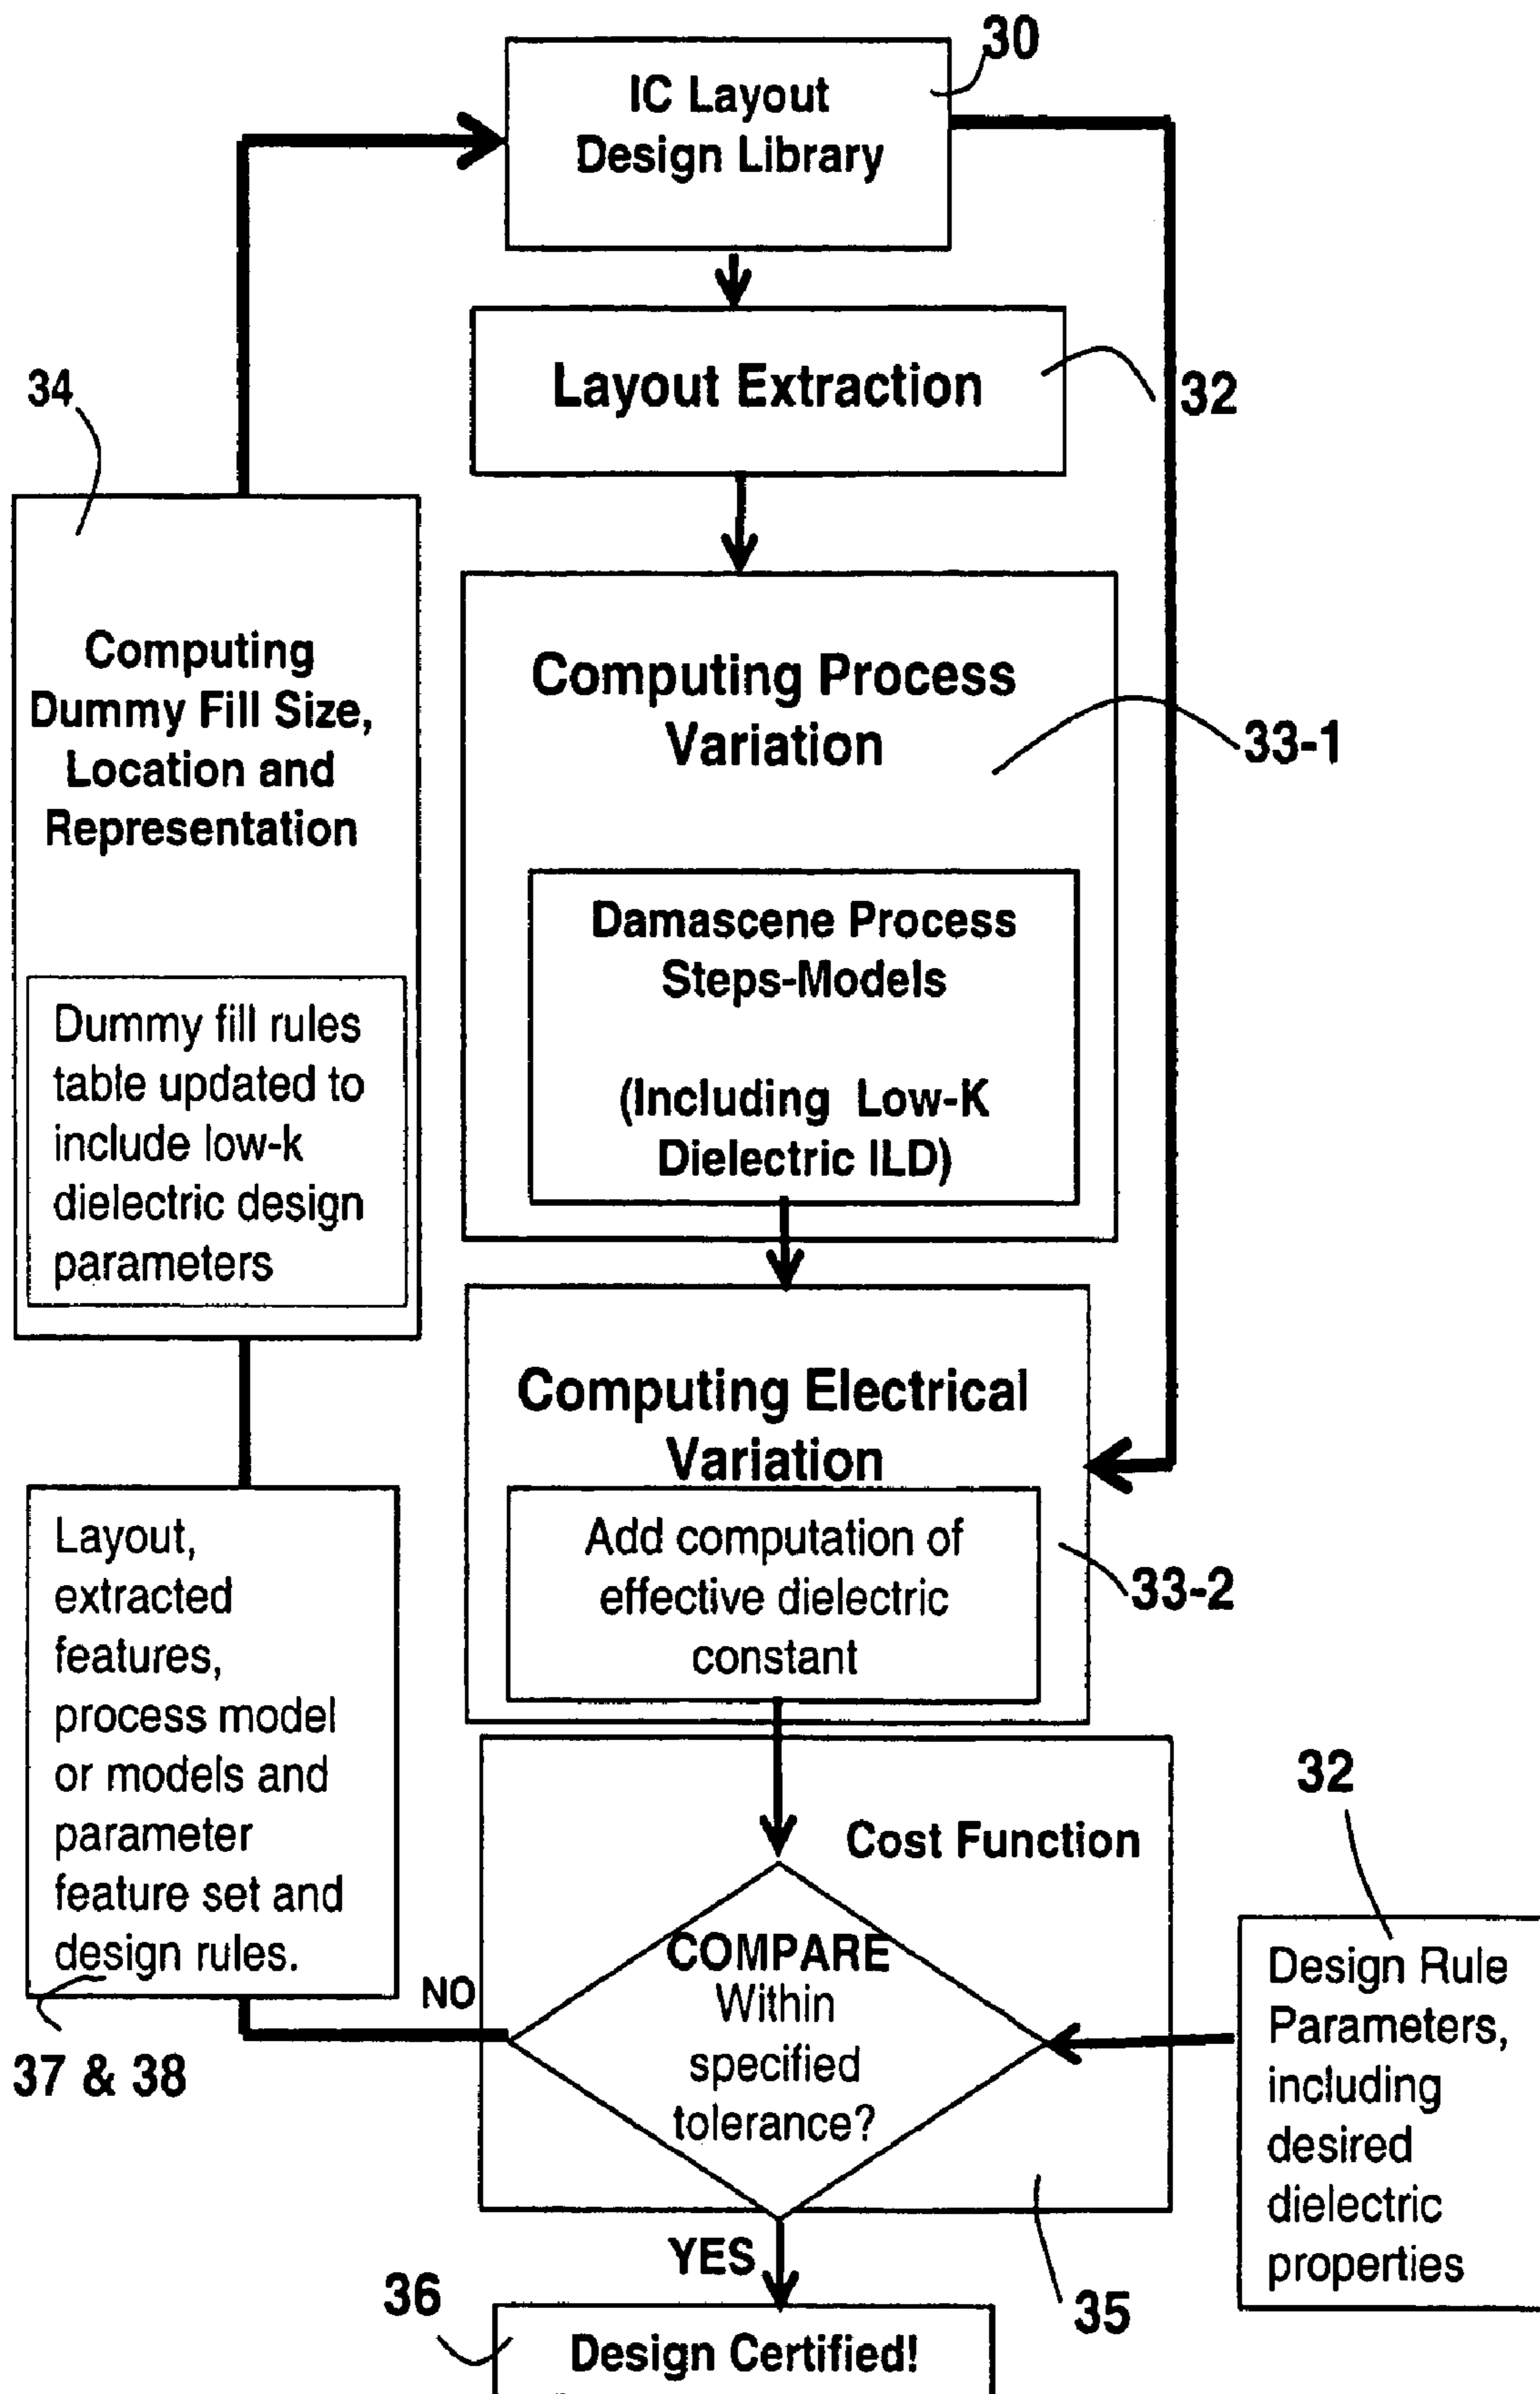 30
IC Layout
Design Library
Layout Extraction
32
34
Computing
Dummy Fill Size,
Location and
Representation
Dummy fill rules
table updated to
include low-k
dielectric design
parameters
Computing Process
Variation
33-1
Damascene Process
Steps-Models
(Including Low-K
Dielectric ILD)
Computing Electrical
Variation
Add computation of
effective dielectric
constant
33-2
Layout,
extracted
features,
process model
or models and
parameter
feature set and
design rules.
37 & 38
NO
Cost Function
COMPARE
Within
specified
tolerance?
32
Design Rule
Parameters,
including
desired
dielectric
properties
YES
35
36
Design Certified!